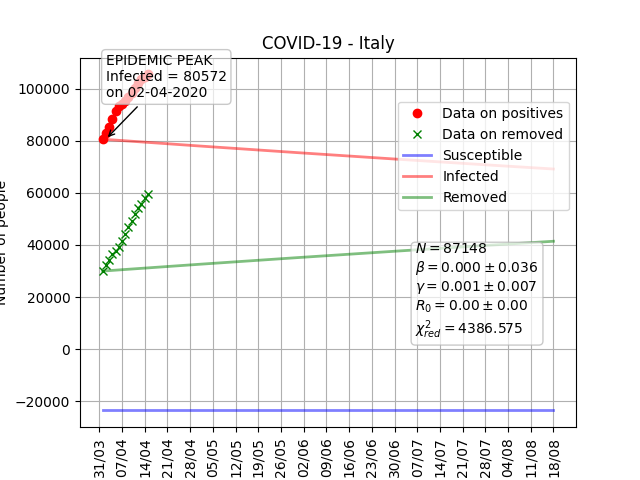 COVID-19 - Italy
EPIDEMIC PEAK
Infected = 80572
on 02-04-2020
Data on positives
Data on removed
Susceptible
Infected
Removed
N = 87148
β = 0.000 ± 0.036
γ = 0.001 ± 0.007
R₀ = 0.00 ± 0.00
χ²red = 4386.575
Number of people
100000
80000
60000
40000
20000
0
−20000
31/03
07/04
14/04
21/04
28/04
05/05
12/05
19/05
26/05
02/06
09/06
16/06
23/06
30/06
07/07
14/07
21/07
28/07
04/08
11/08
18/08